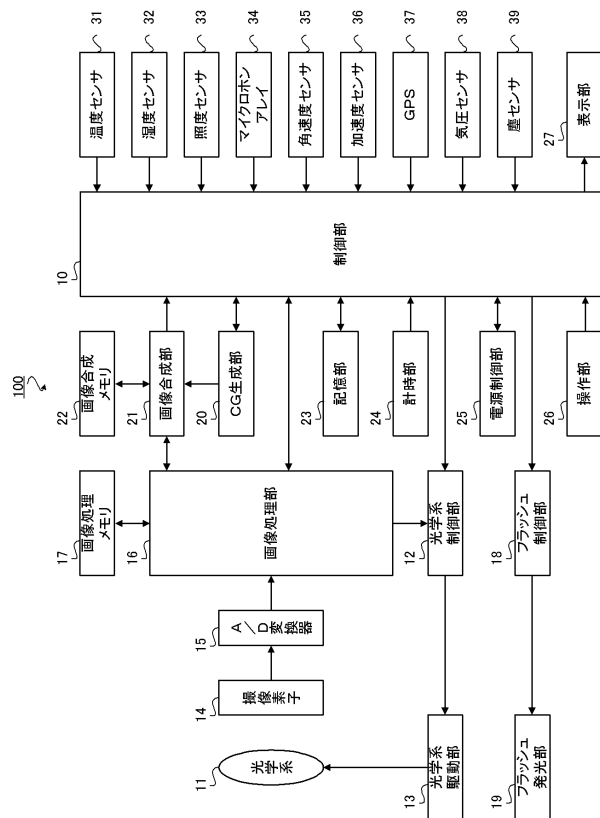 100
17
画像処理
メモリ
22
画像合成
メモリ
10
制御部
31
温度センサ
16
画像処理部
21
画像合成部
32
湿度センサ
20
CG生成部
33
照度センサ
34
マイクロホン
アレイ
11
光学系
14
撮像素子
15
A/D変換器
23
記憶部
35
角速度センサ
36
加速度センサ
24
計時部
37
GPS
13
光学系
駆動部
12
光学系
制御部
38
気圧センサ
25
電源制御部
39
塵センサ
19
フラッシュ
発光部
18
フラッシュ
制御部
26
操作部
27
表示部